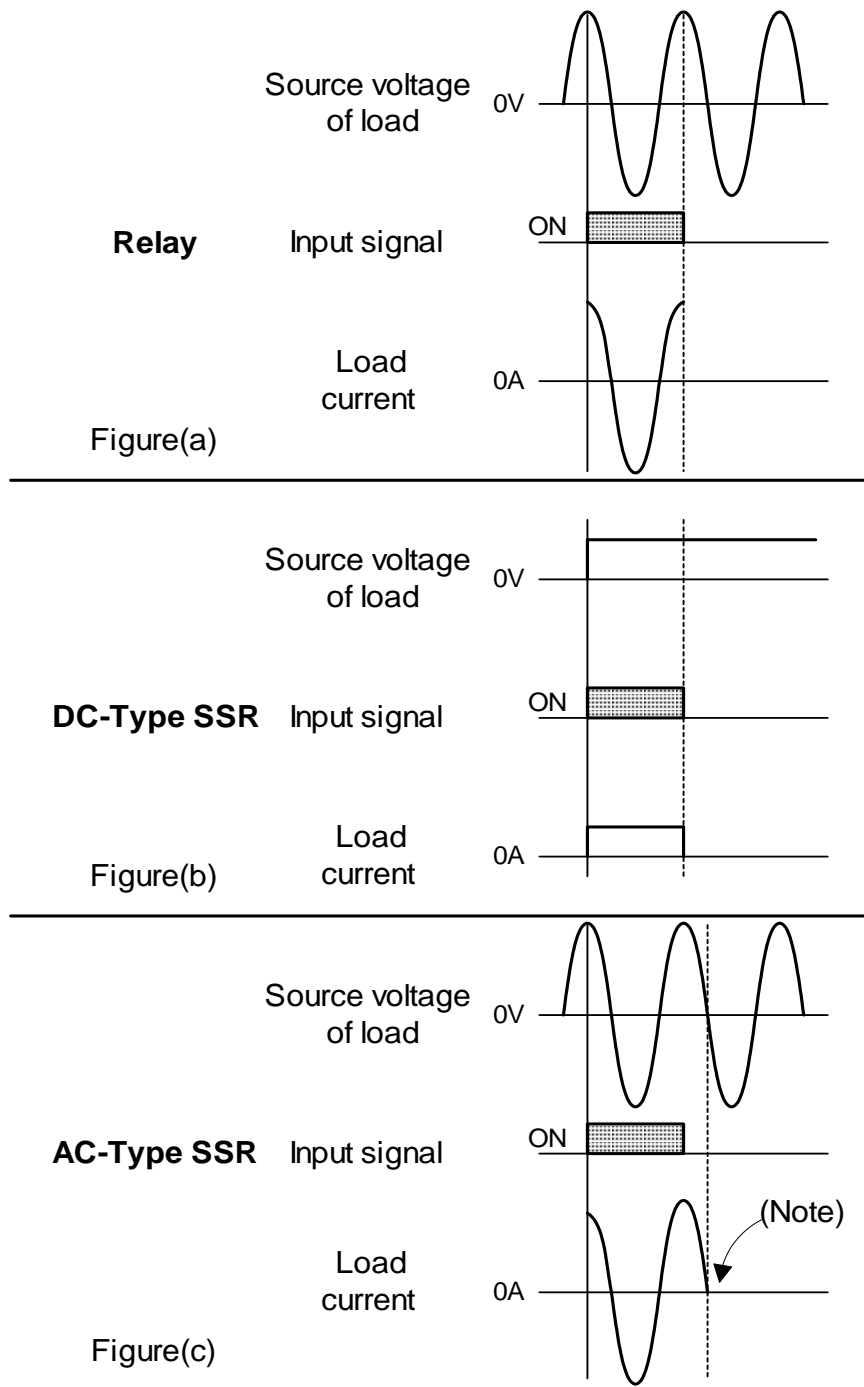 Source voltage
of load
0V
Relay
Input signal
ON
Load
current
0A
Figure(a)
Source voltage
of load
0V
DC-Type SSR
Input signal
ON
Load
current
0A
Figure(b)
Source voltage
of load
0V
AC-Type SSR
Input signal
ON
(Note)
Load
current
0A
Figure(c)